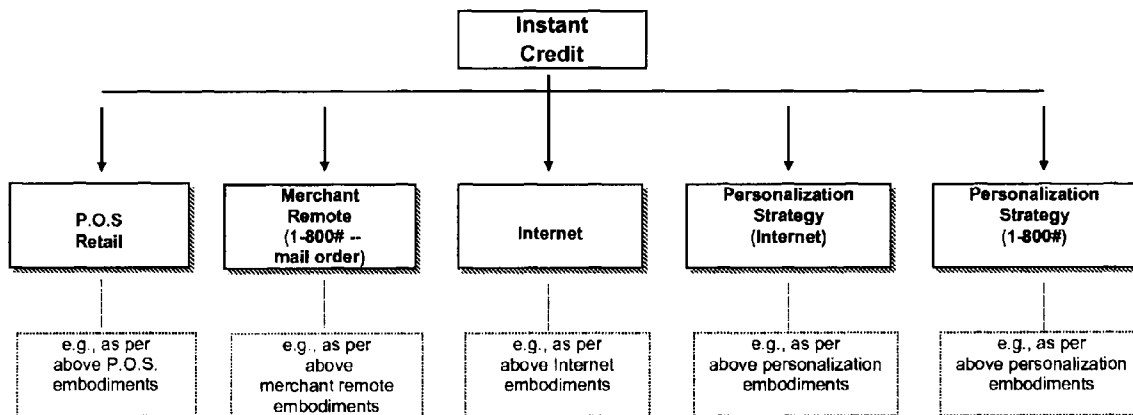 Instant
Credit
P.O.S
Retail
Merchant
Remote
(1-800# --
mail order)
Internet
Personalization
Strategy
(Internet)
Personalization
Strategy
(1-800#)
e.g., as per
above P.O.S.
embodiments
e.g., as per
above
merchant remote
embodiments
e.g., as per
above Internet
embodiments
e.g., as per
above personalization
embodiments
e.g., as per
above personalization
embodiments